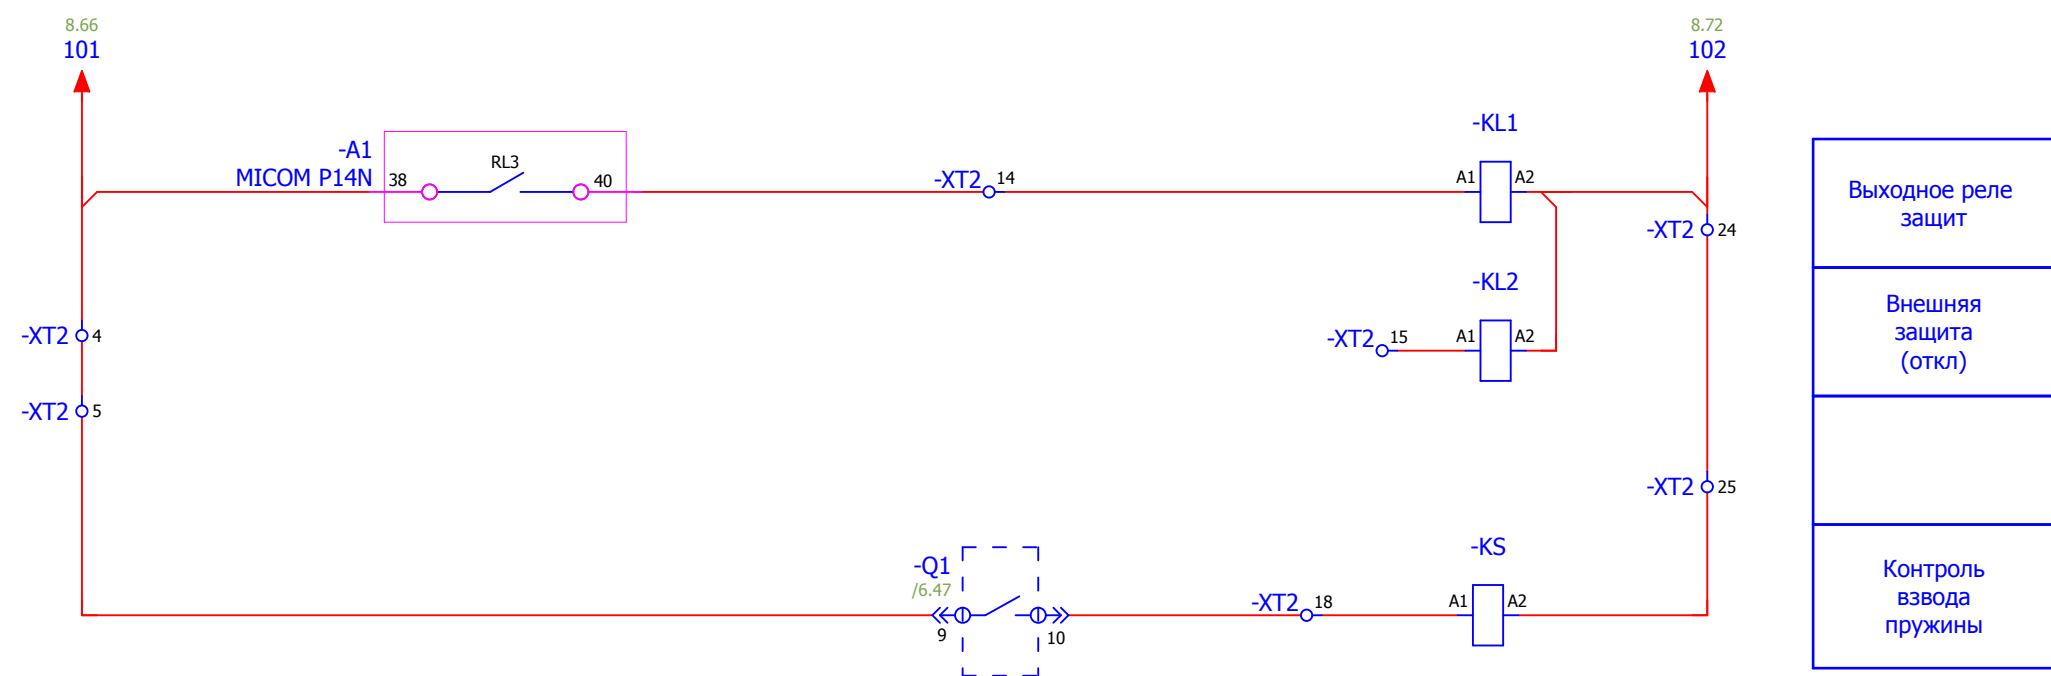 8.66
101
8.72
102
-KL1
-A1
MICOM P14N
38
RL3
40
-XT2
14
A1
A2
Выходное реле
защит
-XT2
24
-KL2
-XT2
15
A1
A2
Внешняя
защита
(откл)
-XT2
4
-XT2
5
-XT2
25
-Q1
/6.47
9
10
-XT2
18
-KS
A1
A2
Контроль
взвода
пружины